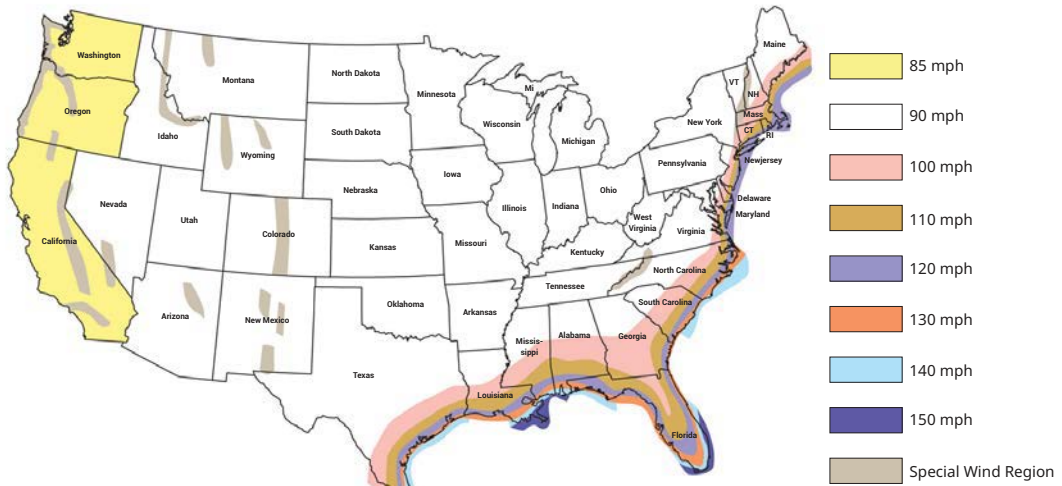 Washington
Montana
North Dakota
Minnesota
Mi
Maine
VT
NH
Oregon
Idaho
Wyoming
South Dakota
Wisconsin
Michigan
New York
Mass
CT
RI
Pennsylvania
Newjersey
Nevada
Utah
Colorado
Nebraska
Iowa
Illinois
Indiana
Ohio
West
Virginia
Virginia
Delaware
Maryland
California
Kansas
Missouri
Kentucky
Arizona
New Mexico
Oklahoma
Arkansas
Tennessee
North Carolina
South Carolina
Texas
Louisiana
Missis-
sippi
Alabama
Georgia
Florida
85 mph
90 mph
100 mph
110 mph
120 mph
130 mph
140 mph
150 mph
Special Wind Region